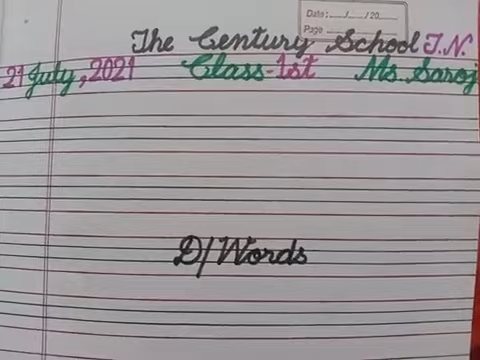 Date:....../....../20......
Page
The Century School T.N.
21 July, 2021 Class-1st Ms. Saroj
D/Words